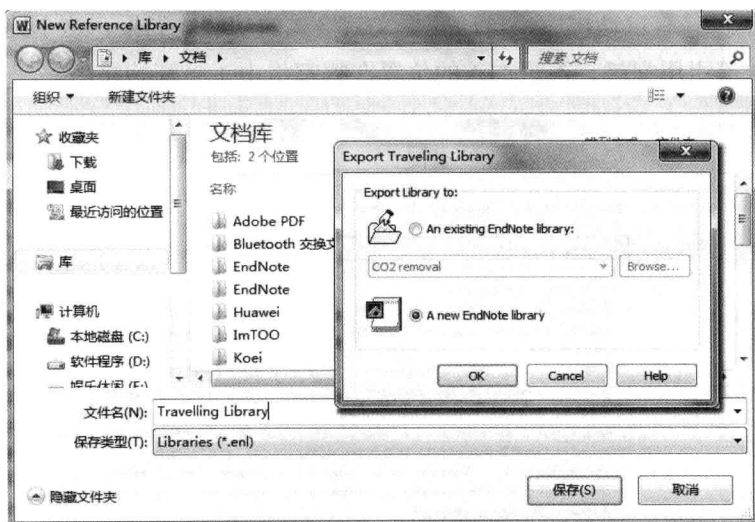 New Reference Library
库 ▸ 文档 ▸
搜索 文档
组织 新建文件夹
收藏夹
下载
桌面
最近访问的位置
库
计算机
本地磁盘 (C:)
软件程序 (D:)
文档库
包括: 2 个位置
名称
Adobe PDF
Bluetooth 交换文
EndNote
EndNote
Huawei
ImTOO
Koei
Export Traveling Library
Export Library to:
An existing EndNote library:
CO2 removal
Browse...
A new EndNote library
OK Cancel Help
文件名(N): Travelling Library
保存类型(T): Libraries (*.enl)
隐藏文件夹
保存(S) 取消